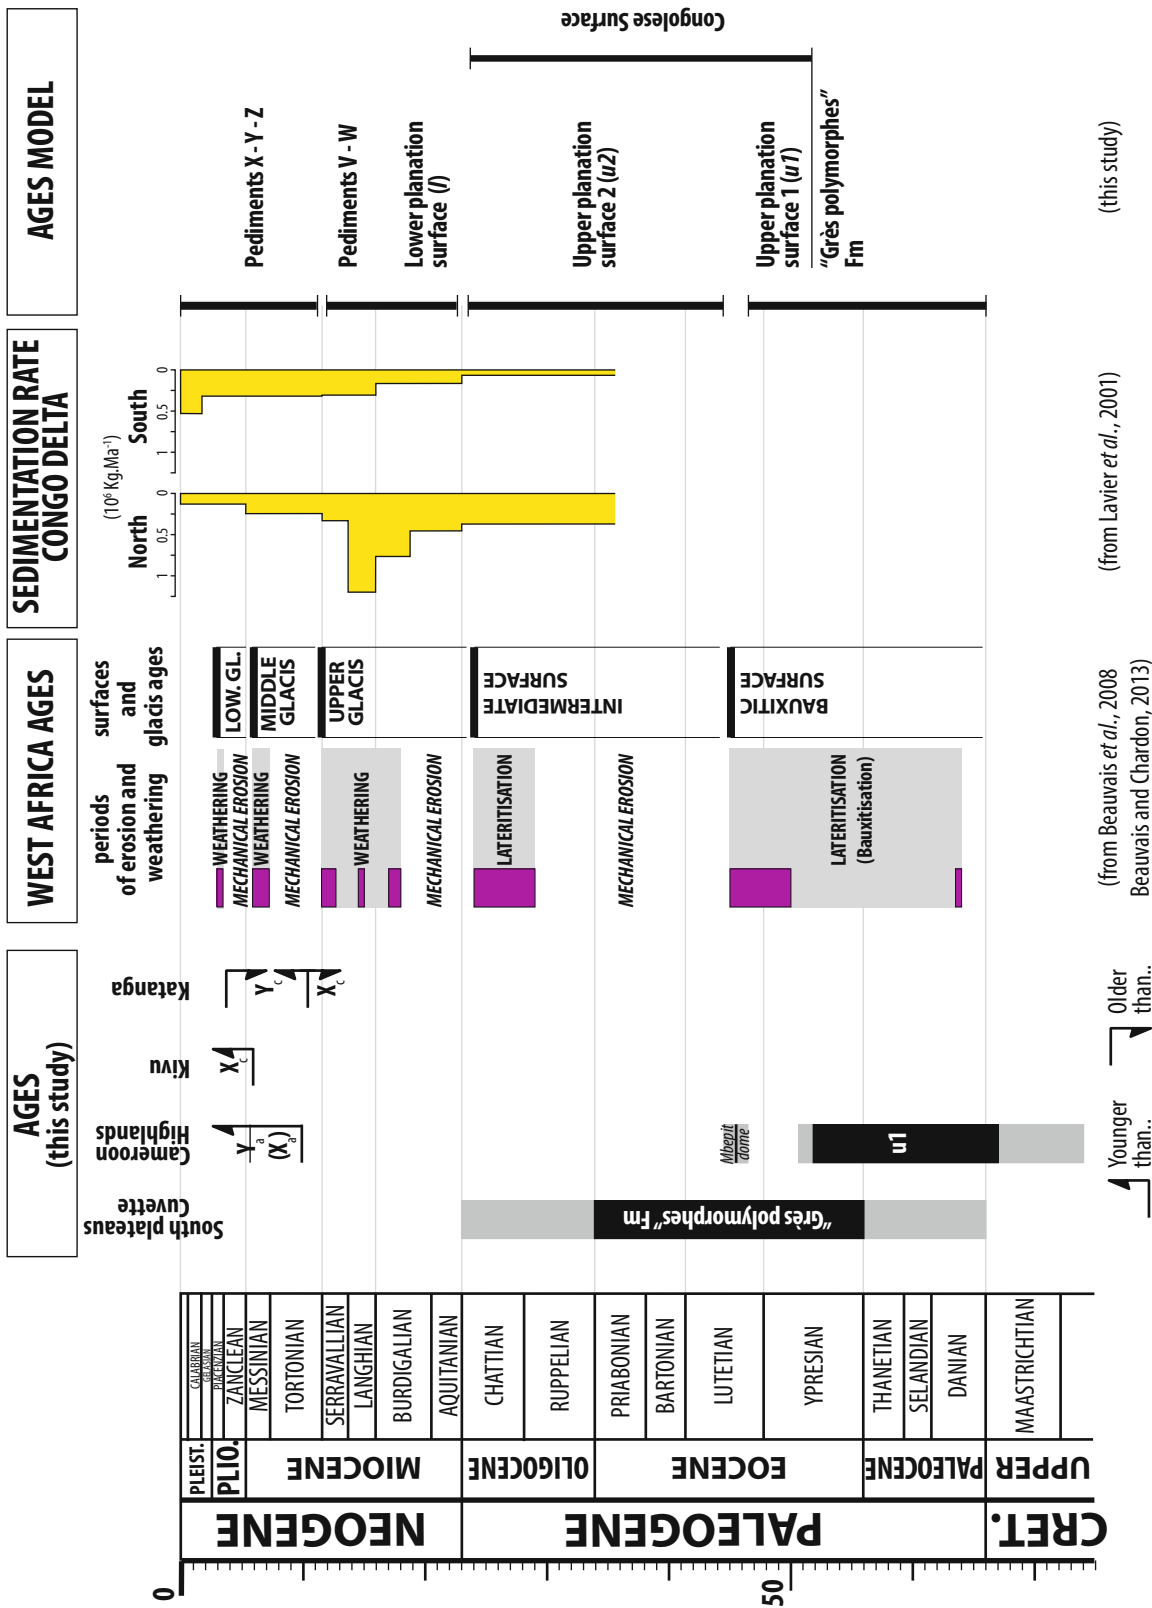 AGES MODEL
Pediments X - Y - Z
Pediments V - W
Lower planation
surface (l)
Upper planation
surface 2 (u2)
Upper planation
surface 1 (u1)
"Grès polymorphes"
Fm
Congolese Surface
(this study)
SEDIMENTATION RATE
CONGO DELTA
(10⁶ Kg.Ma⁻¹)
North
1
0.5
0
South
1
0.5
0
(from Lavier et al., 2001)
WEST AFRICA AGES
periods
of erosion and
weathering
surfaces
and
glacis ages
WEATHERING
MECHANICAL EROSION
WEATHERING
MECHANICAL EROSION
WEATHERING
MECHANICAL EROSION
LATERITISATION
MECHANICAL EROSION
LATERITISATION
(Bauxitisation)
LOW. GL.
MIDDLE
GLACIS
UPPER
GLACIS
INTERMEDIATE
SURFACE
BAUXITIC
SURFACE
(from Beauvais et al., 2008
Beauvais and Chardon, 2013)
AGES
(this study)
South plateaus
Cuvette
Cameroon
Highlands
Kivu
Katanga
"Grès polymorphes" Fm
Ya
(Xa)
Mbepit
dome
u1
Xc
Yc
Xc
Younger
than..
Older
than..
CALABRIAN
GELASIAN
PIACENZIAN
ZANCLEAN
MESSINIAN
TORTONIAN
SERRAVALLIAN
LANGHIAN
BURDIGALIAN
AQUITANIAN
CHATTIAN
RUPPELIAN
PRIABONIAN
BARTONIAN
LUTETIAN
YPRESIAN
THANETIAN
SELANDIAN
DANIAN
MAASTRICHTIAN
PLEIST.
PLIO.
MIOCENE
OLIGOCENE
EOCENE
PALEOCENE
UPPER
NEOGENE
PALEOGENE
CRET.
0
50